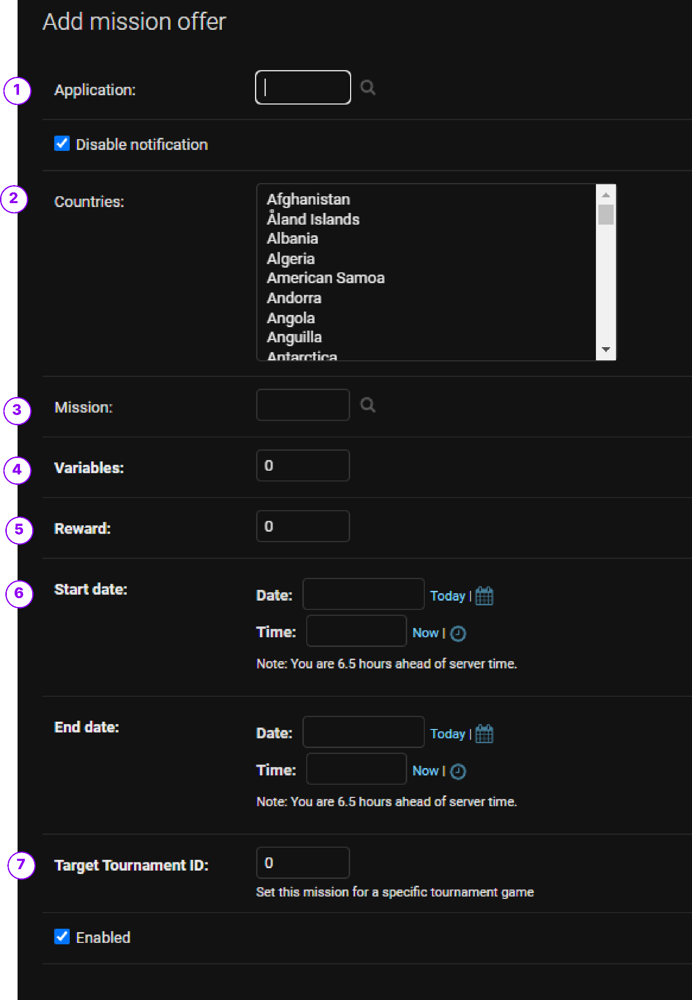 Add mission offer
1 Application:
Disable notification
2 Countries:
Afghanistan
Åland Islands
Albania
Algeria
American Samoa
Andorra
Angola
Anguilla
Antarctica
3 Mission:
4 Variables: 0
5 Reward: 0
6 Start date: Date: Today |
Time: Now |
Note: You are 6.5 hours ahead of server time.
End date: Date: Today |
Time: Now |
Note: You are 6.5 hours ahead of server time.
7 Target Tournament ID: 0
Set this mission for a specific tournament game
Enabled